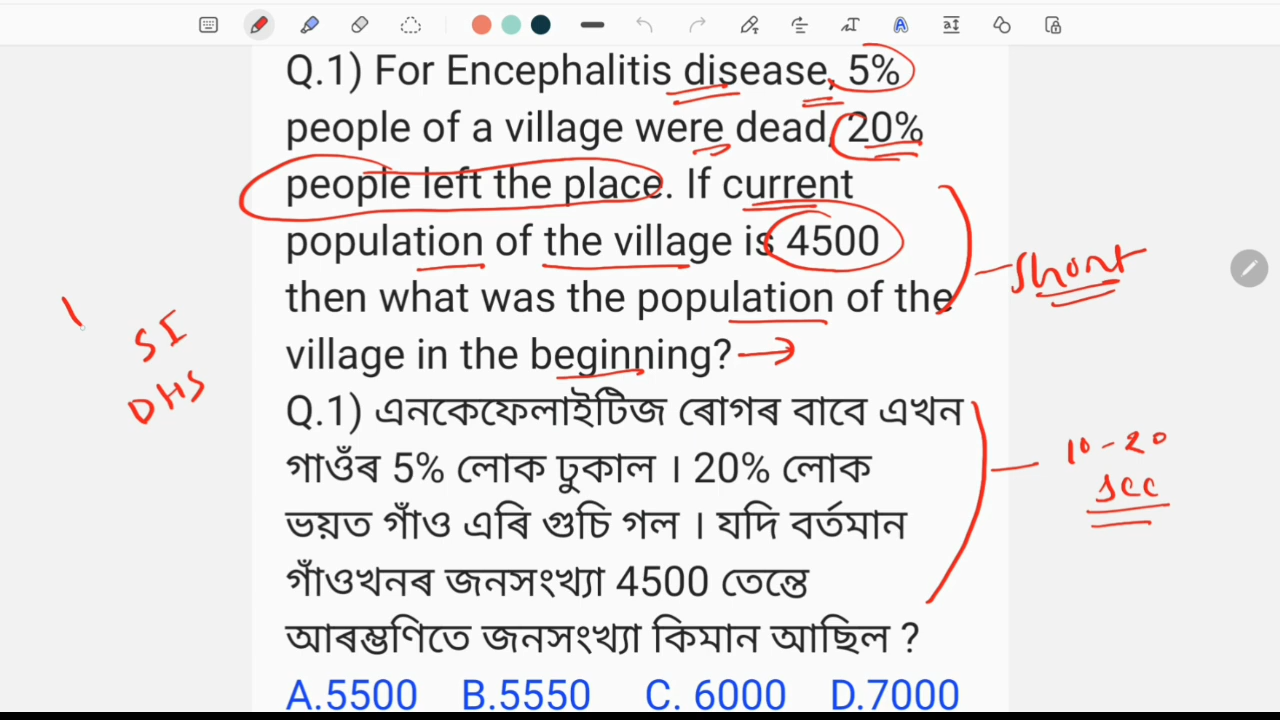 Q.1) For Encephalitis disease, 5%
people of a village were dead, 20%
people left the place. If current
population of the village is 4500
then what was the population of the
village in the beginning?
Short
SI
DHS
Q.1) এনকেফেলাইটিজ ৰোগৰ বাবে এখন
গাওঁৰ 5% লোক ঢুকাল । 20% লোক
ভয়ত গাঁও এৰি গুচি গল । যদি বৰ্তমান
গাঁওখনৰ জনসংখ্যা 4500 তেন্তে
আৰম্ভণিতে জনসংখ্যা কিমান আছিল ?
10-20
sec
A.5500 B.5550 C. 6000 D.7000